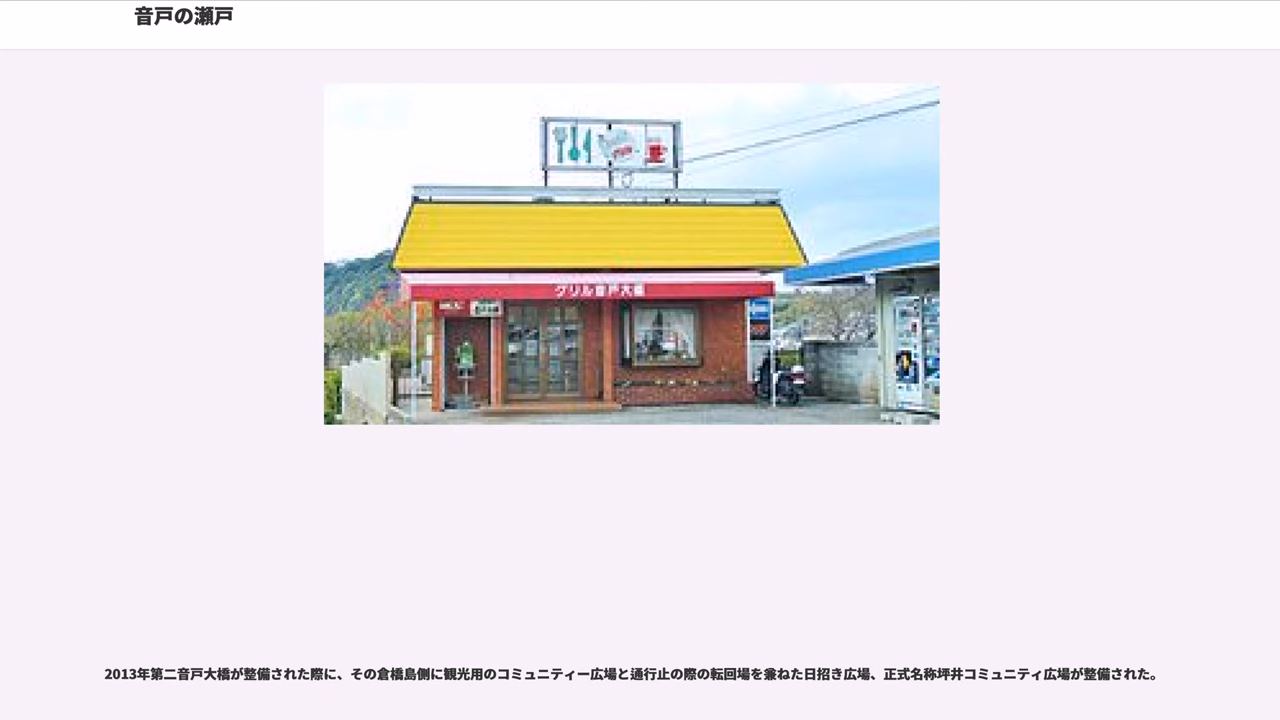 音戸の瀬戸
グリル音戸大橋
2013年第二音戸大橋が整備された際に、その倉橋島側に観光用のコミュニティー広場と通行止の際の転回場を兼ねた日招き広場、正式名称坪井コミュニティ広場が整備された。